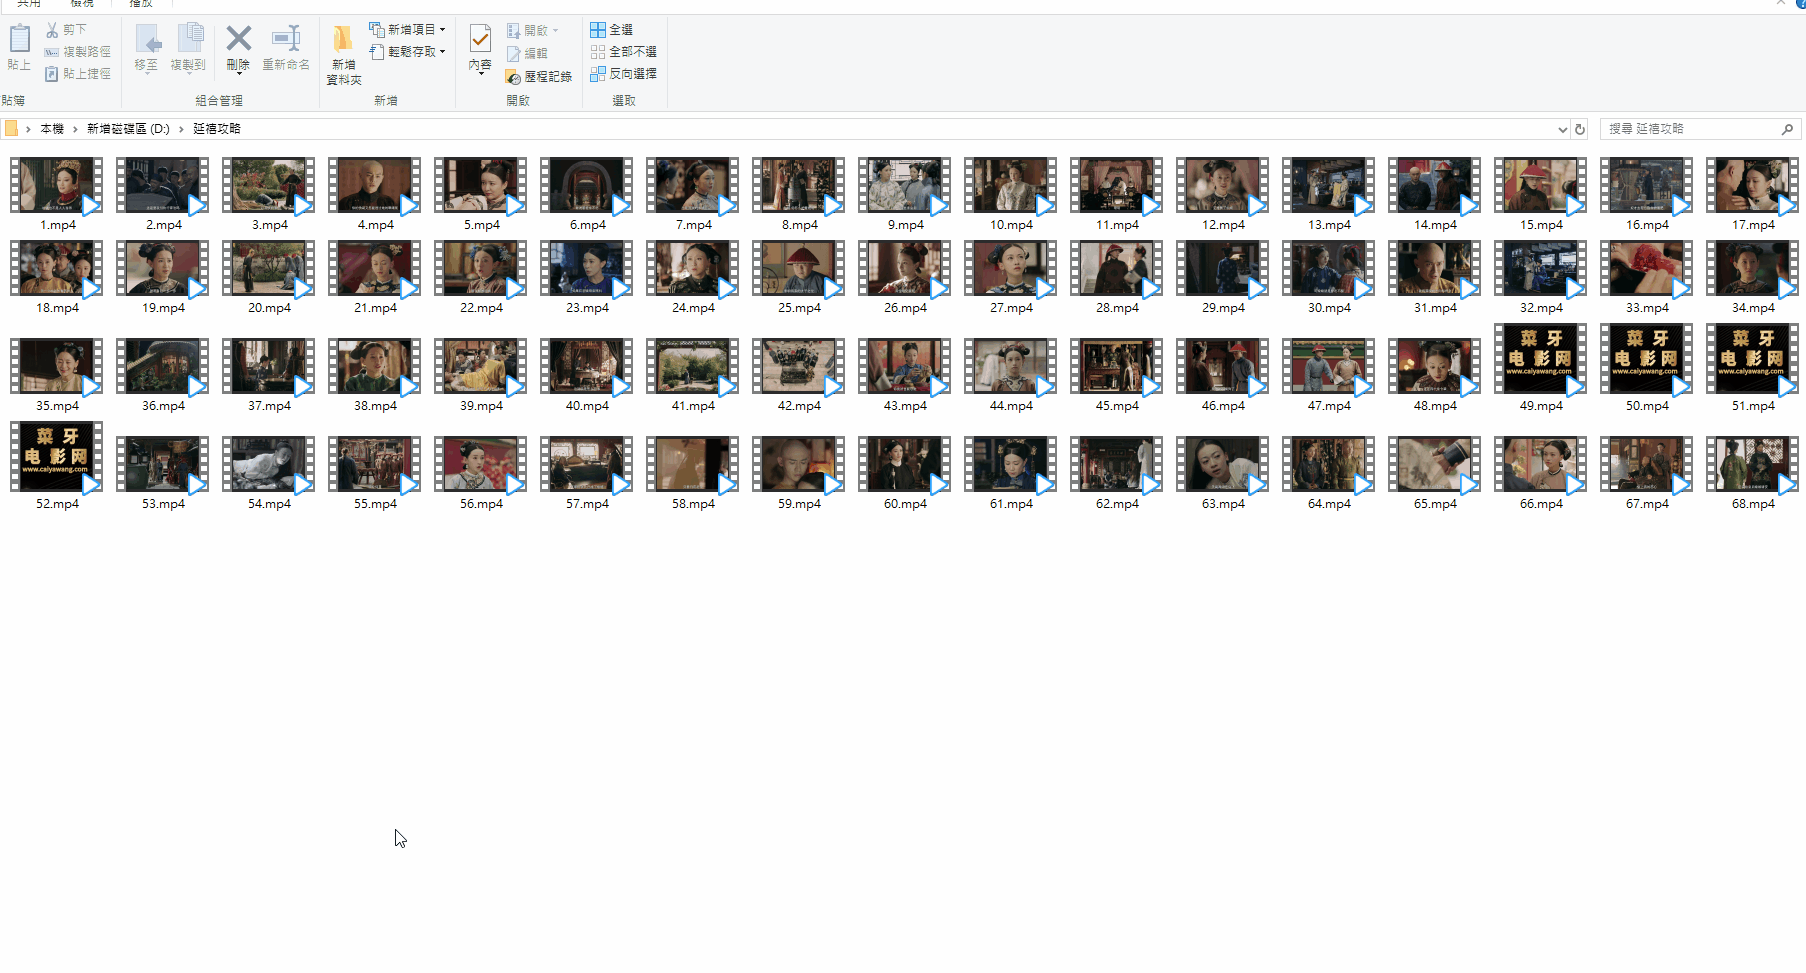 共用 檢視 播放
貼上
剪下
複製路徑
貼上捷徑
移至
複製到
刪除
重新命名
新增
資料夾
新增項目
輕鬆存取
內容
開啟
編輯
歷程記錄
全選
全部不選
反向選擇
貼簿 組合管理 新增 開啟 選取
本機 新增磁碟區 (D:) 延禧攻略
搜尋 延禧攻略
1.mp4 2.mp4 3.mp4 4.mp4 5.mp4 6.mp4 7.mp4 8.mp4 9.mp4 10.mp4 11.mp4 12.mp4 13.mp4 14.mp4 15.mp4 16.mp4 17.mp4
18.mp4 19.mp4 20.mp4 21.mp4 22.mp4 23.mp4 24.mp4 25.mp4 26.mp4 27.mp4 28.mp4 29.mp4 30.mp4 31.mp4 32.mp4 33.mp4 34.mp4
菜牙 菜牙 菜牙
电影网 电影网 电影网
www.caiyawang.com www.caiyawang.com www.caiyawang.com
35.mp4 36.mp4 37.mp4 38.mp4 39.mp4 40.mp4 41.mp4 42.mp4 43.mp4 44.mp4 45.mp4 46.mp4 47.mp4 48.mp4 49.mp4 50.mp4 51.mp4
菜牙
电影网
www.caiyawang.com
52.mp4 53.mp4 54.mp4 55.mp4 56.mp4 57.mp4 58.mp4 59.mp4 60.mp4 61.mp4 62.mp4 63.mp4 64.mp4 65.mp4 66.mp4 67.mp4 68.mp4